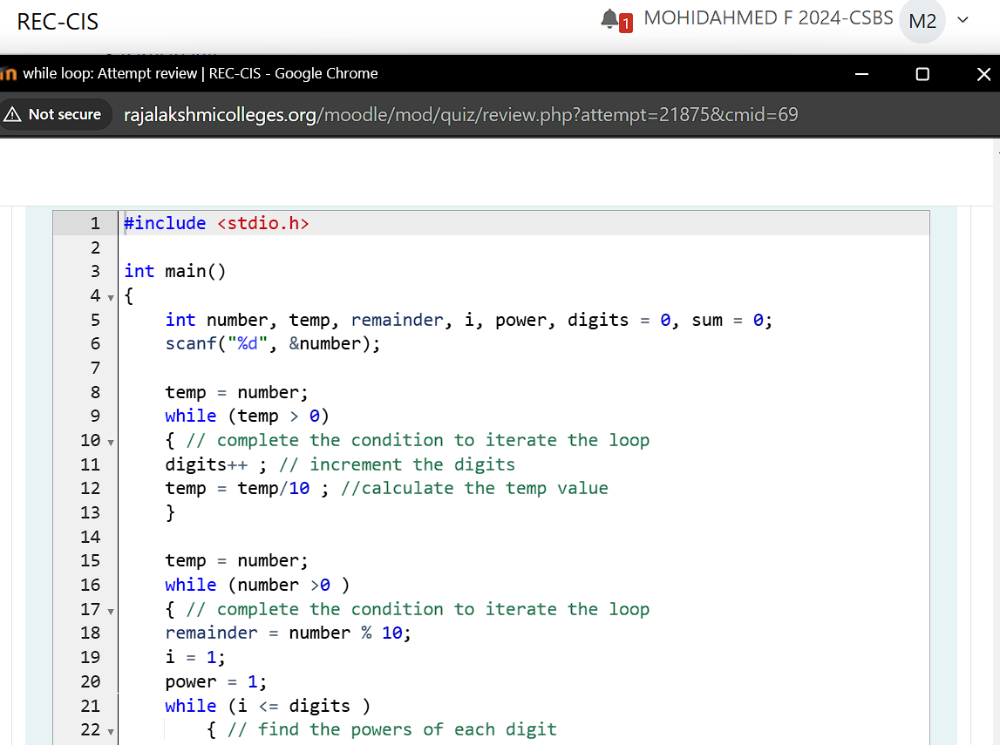 REC-CIS
1 MOHIDAHMED F 2024-CSBS M2
while loop: Attempt review | REC-CIS - Google Chrome
Not secure rajalakshmicolleges.org/moodle/mod/quiz/review.php?attempt=21875&cmid=69
1 #include <stdio.h>
2
3 int main()
4 {
5 int number, temp, remainder, i, power, digits = 0, sum = 0;
6 scanf("%d", &number);
7
8 temp = number;
9 while (temp > 0)
10 { // complete the condition to iterate the loop
11 digits++ ; // increment the digits
12 temp = temp/10 ; //calculate the temp value
13 }
14
15 temp = number;
16 while (number >0 )
17 { // complete the condition to iterate the loop
18 remainder = number % 10;
19 i = 1;
20 power = 1;
21 while (i <= digits )
22 { // find the powers of each digit